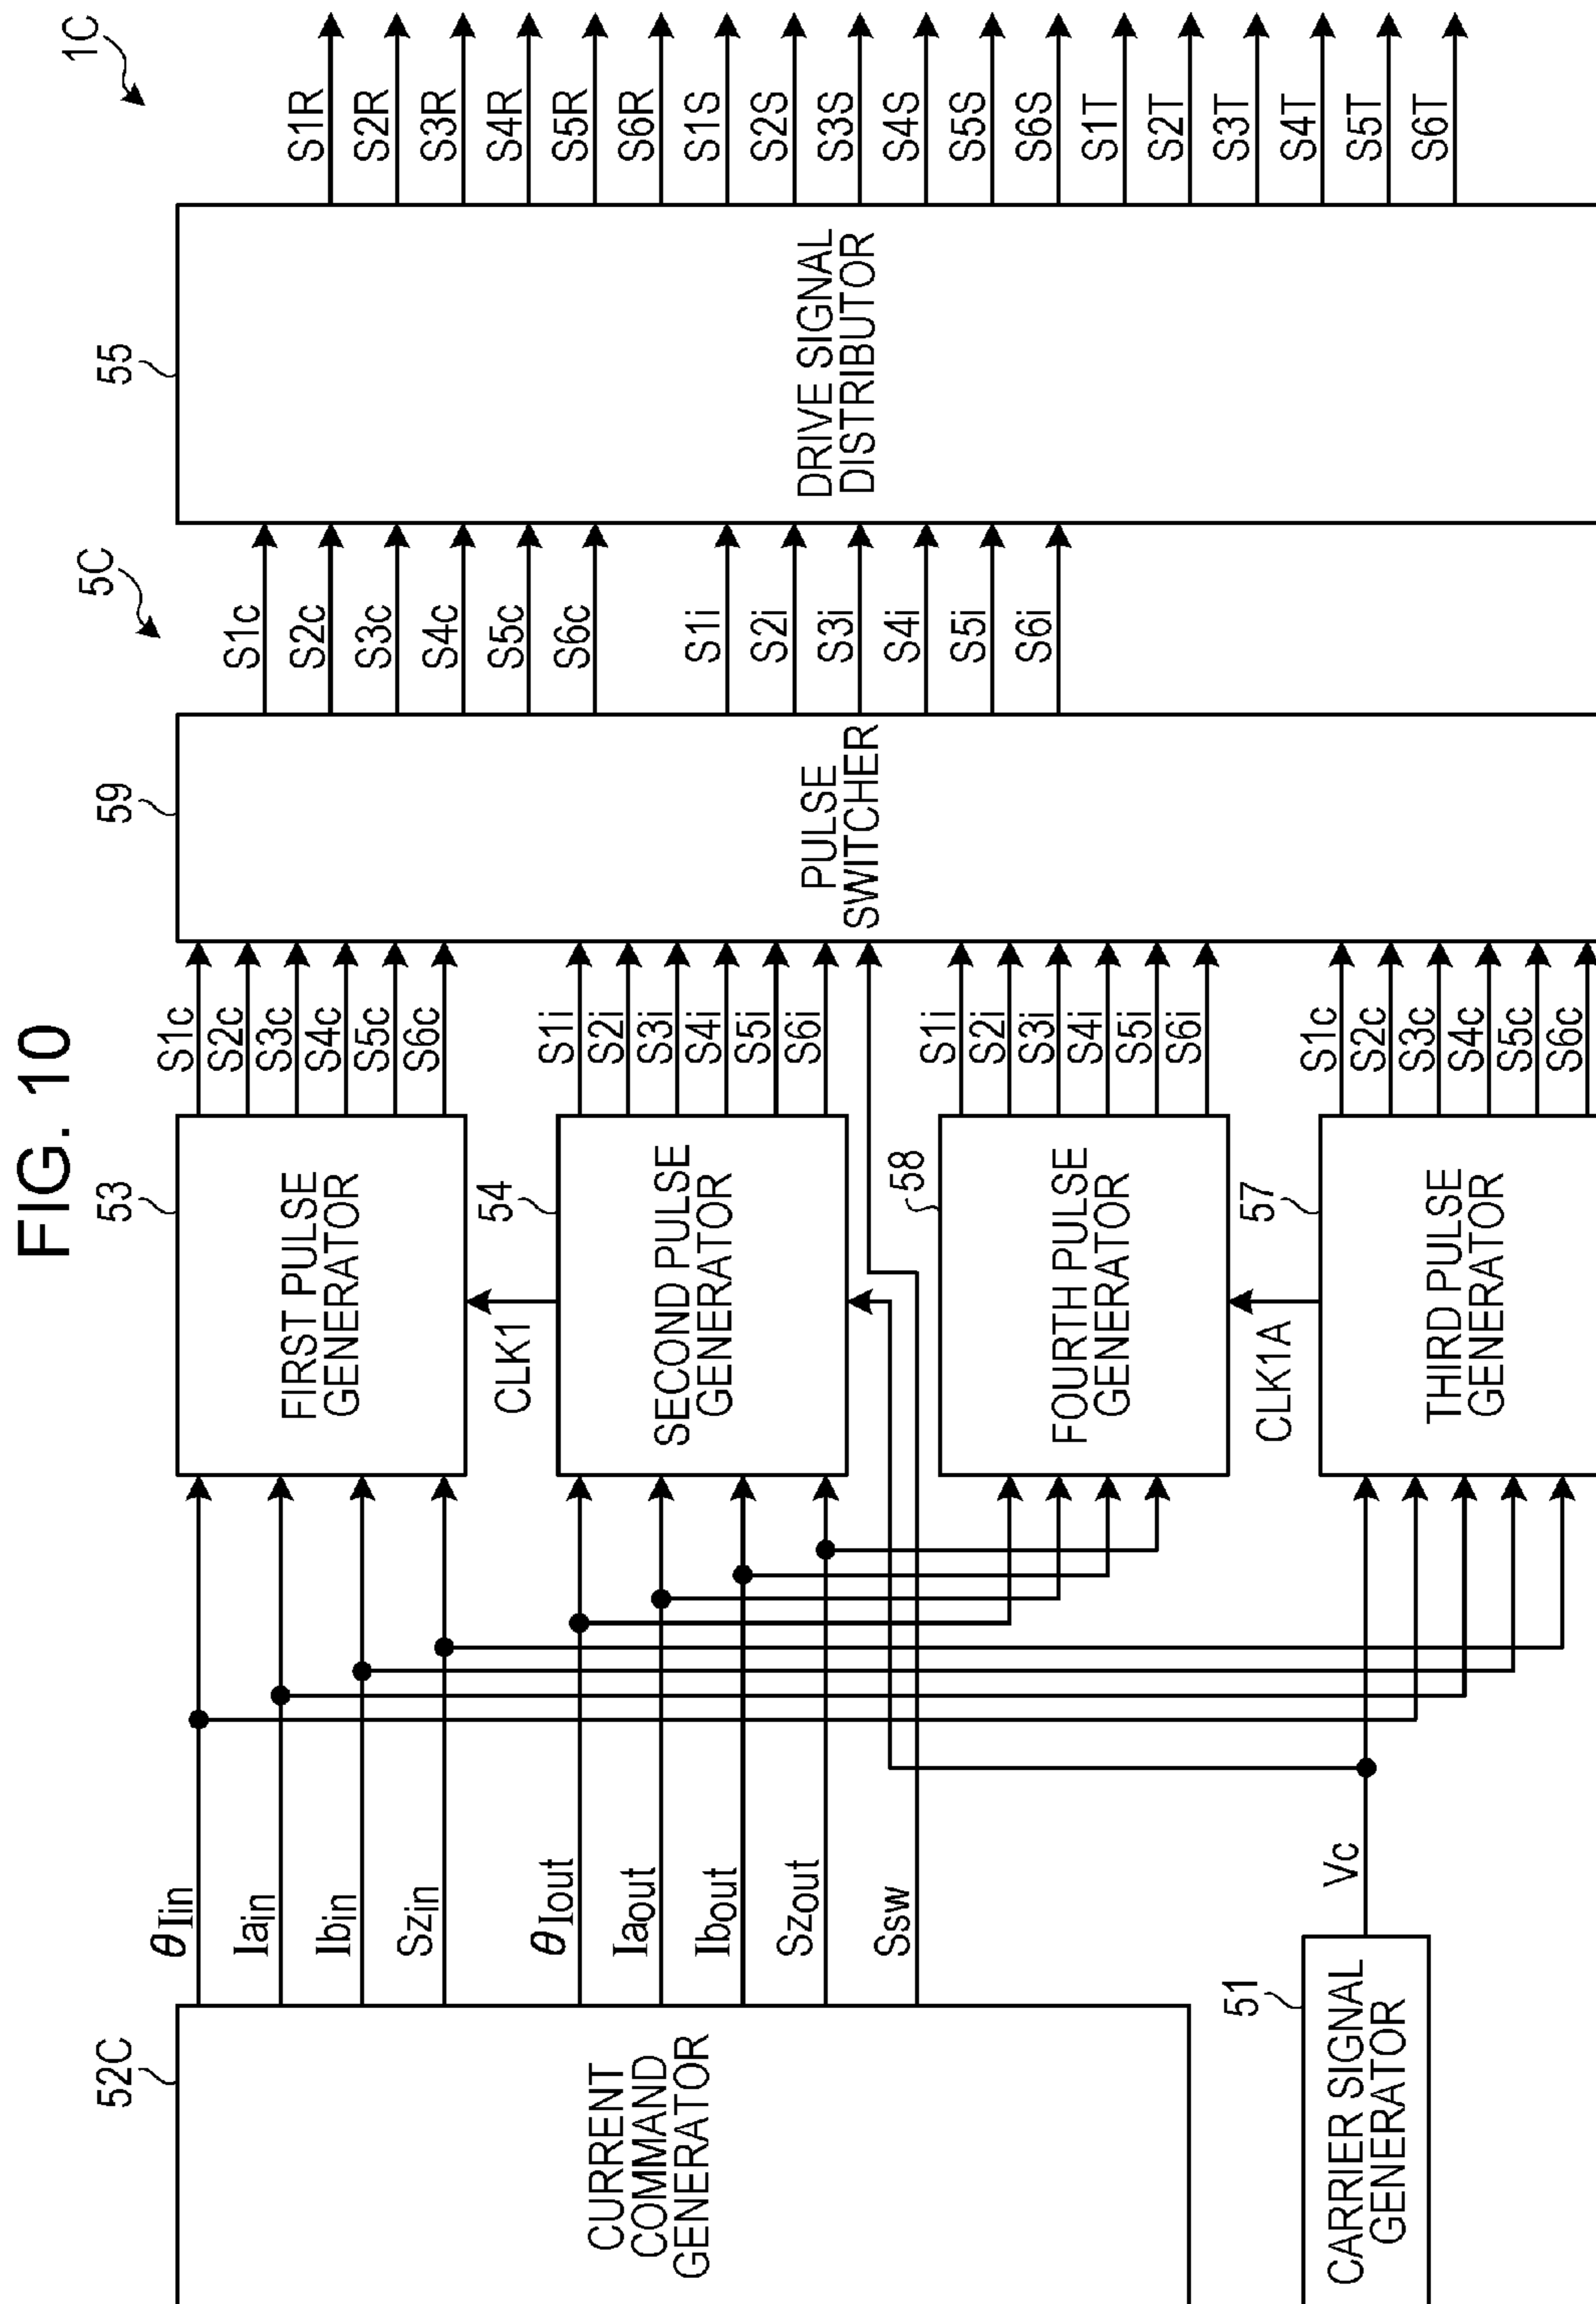 FIG. 10
1C
5C
52C
CURRENT
COMMAND
GENERATOR
51
CARRIER SIGNAL
GENERATOR
θIin
Iain
Ibin
Szin
θIout
Iaout
Ibout
Szout
Ssw
Vc
53
FIRST PULSE
GENERATOR
CLK1
54
SECOND PULSE
GENERATOR
58
FOURTH PULSE
GENERATOR
CLK1A
57
THIRD PULSE
GENERATOR
S1c
S2c
S3c
S4c
S5c
S6c
S1i
S2i
S3i
S4i
S5i
S6i
S1i
S2i
S3i
S4i
S5i
S6i
S1c
S2c
S3c
S4c
S5c
S6c
59
PULSE
SWITCHER
S1c
S2c
S3c
S4c
S5c
S6c
S1i
S2i
S3i
S4i
S5i
S6i
55
DRIVE SIGNAL
DISTRIBUTOR
S1R
S2R
S3R
S4R
S5R
S6R
S1S
S2S
S3S
S4S
S5S
S6S
S1T
S2T
S3T
S4T
S5T
S6T